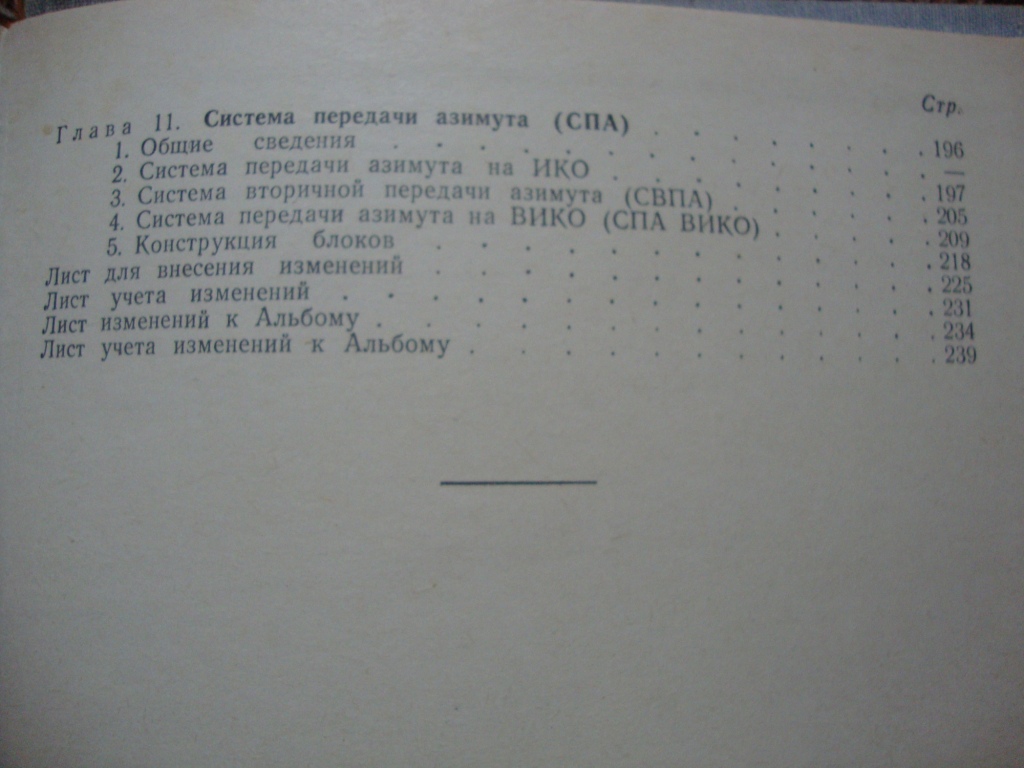 Стр.
Глава 11. Система передачи азимута (СПА) . . . . . . . . 196
1. Общие сведения . . . . . . . . . . . . —
2. Система передачи азимута на ИКО . . . . . . . . 197
3. Система вторичной передачи азимута (СВПА) . . . . . . 205
4. Система передачи азимута на ВИКО (СПА ВИКО) . . . . . 209
5. Конструкция блоков . . . . . . . . . . . 218
Лист для внесения изменений . . . . . . . . . . . 225
Лист учета изменений . . . . . . . . . . . . . 231
Лист изменений к Альбому . . . . . . . . . . . . 234
Лист учета изменений к Альбому . . . . . . . . . . 239